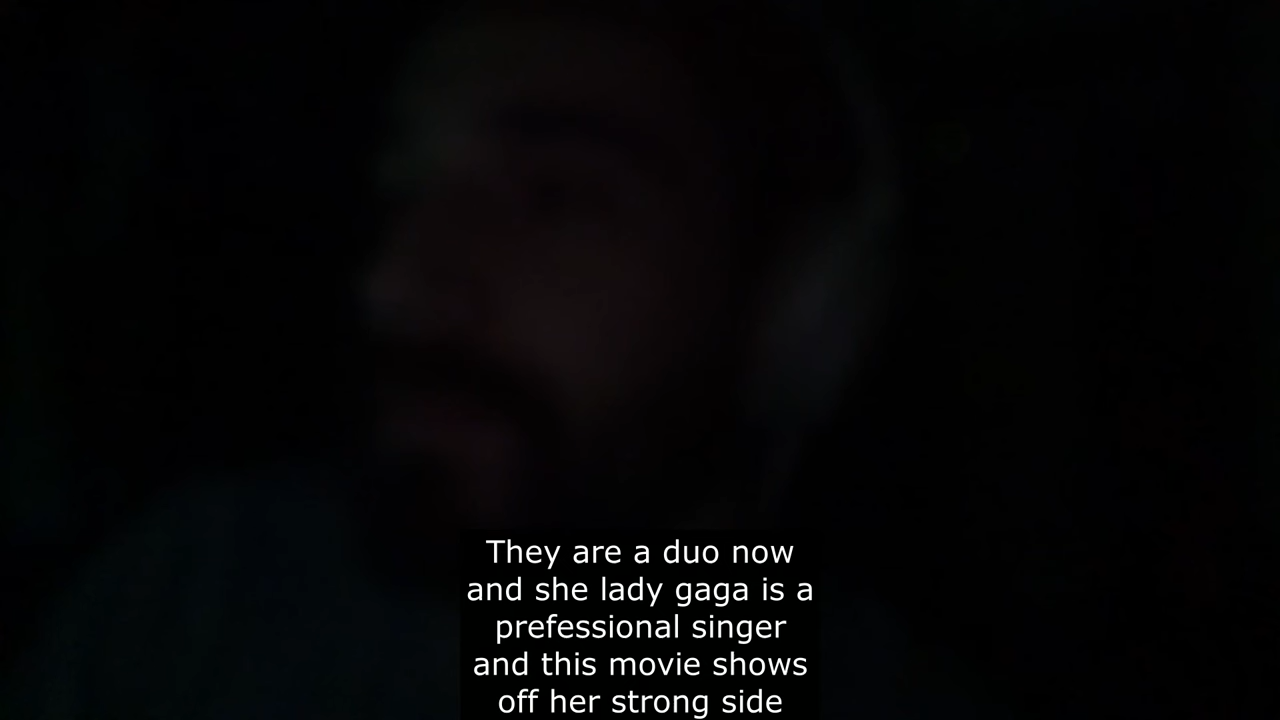 They are a duo now
and she lady gaga is a
prefessional singer
and this movie shows
off her strong side